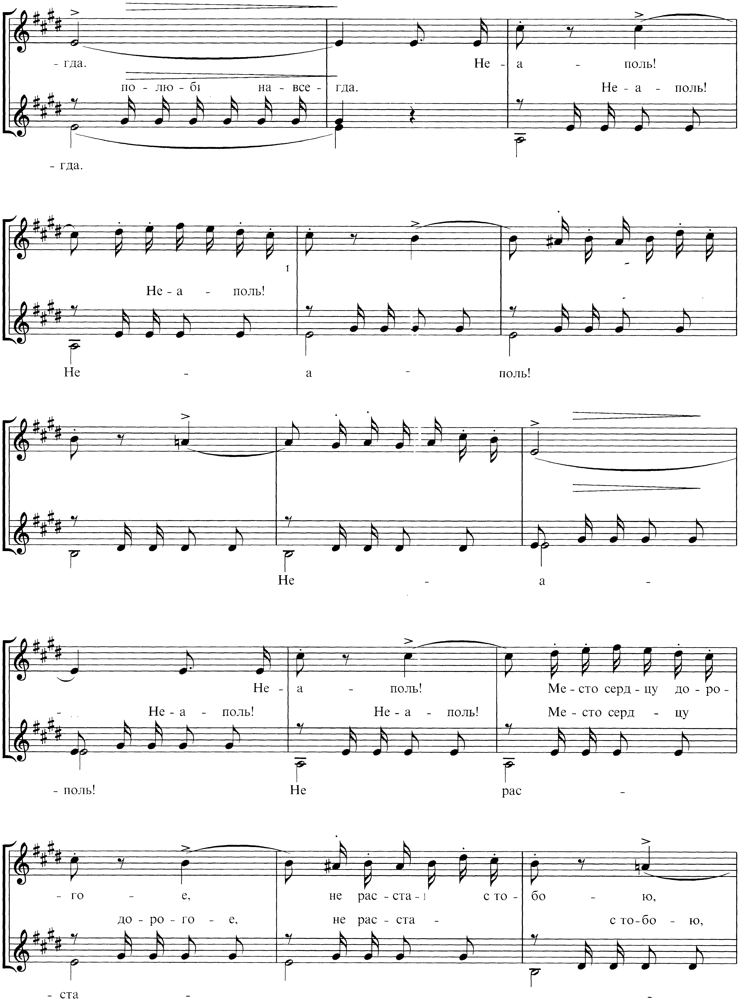 - гда. Не - а - поль!
по - лю - на - все - гда. Не - а - поль!
- гда.
Не - а - поль!
Не - а - поль!
Не - а -
Не - а - поль!
- Не - а - поль! Не - а - поль! Ме - сто серд - цу до - ро -
Ме - сто серд - цу
- поль! Не рас -
- го - е, не рас - ста - с то - бо - ю,
до - ро - го - е, не рас - ста - с то - бо - ю,
- ста - -